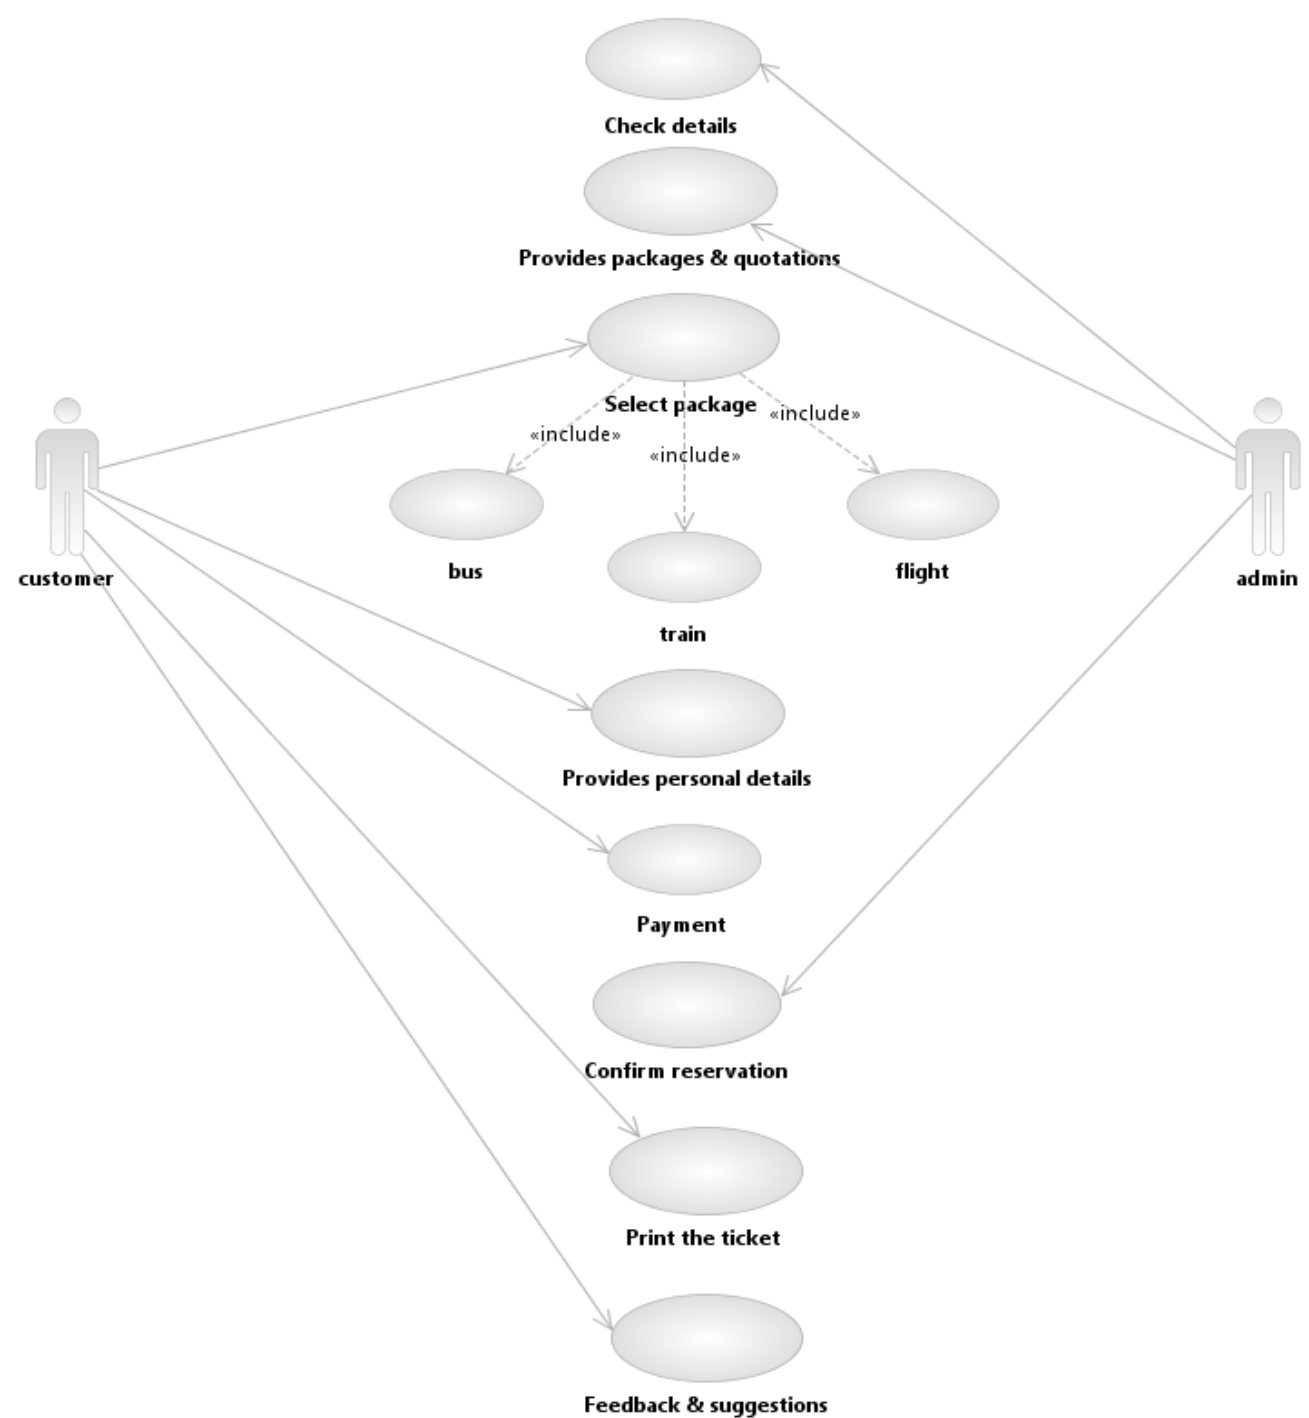 Check details
Provides packages & quotations
Select package
«include»
«include»
«include»
bus
flight
customer
admin
train
Provides personal details
Payment
Confirm reservation
Print the ticket
Feedback & suggestions